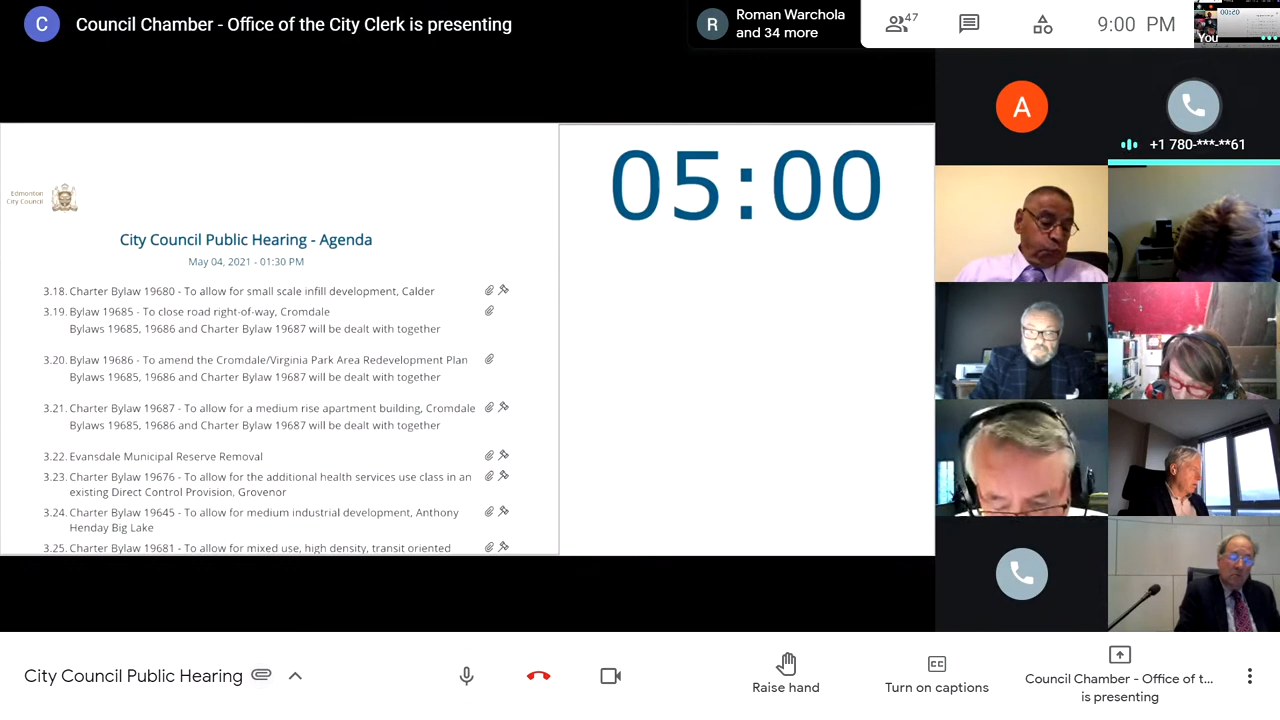 C
Council Chamber - Office of the City Clerk is presenting
R
Roman Warchola
and 34 more
47
9:00 PM
You
A
+1 780-***-**61
05:00
Edmonton
City Council
City Council Public Hearing - Agenda
May 04, 2021 - 01:30 PM
3.18. Charter Bylaw 19680 - To allow for small scale infill development, Calder
3.19. Bylaw 19685 - To close road right-of-way, Cromdale
Bylaws 19685, 19686 and Charter Bylaw 19687 will be dealt with together
3.20. Bylaw 19686 - To amend the Cromdale/Virginia Park Area Redevelopment Plan
Bylaws 19685, 19686 and Charter Bylaw 19687 will be dealt with together
3.21. Charter Bylaw 19687 - To allow for a medium rise apartment building, Cromdale
Bylaws 19685, 19686 and Charter Bylaw 19687 will be dealt with together
3.22. Evansdale Municipal Reserve Removal
3.23. Charter Bylaw 19676 - To allow for the additional health services use class in an
existing Direct Control Provision, Grovenor
3.24. Charter Bylaw 19645 - To allow for medium industrial development, Anthony
Henday Big Lake
3.25. Charter Bylaw 19681 - To allow for mixed use, high density, transit oriented
City Council Public Hearing
Raise hand
CC
Turn on captions
Council Chamber - Office of t...
is presenting